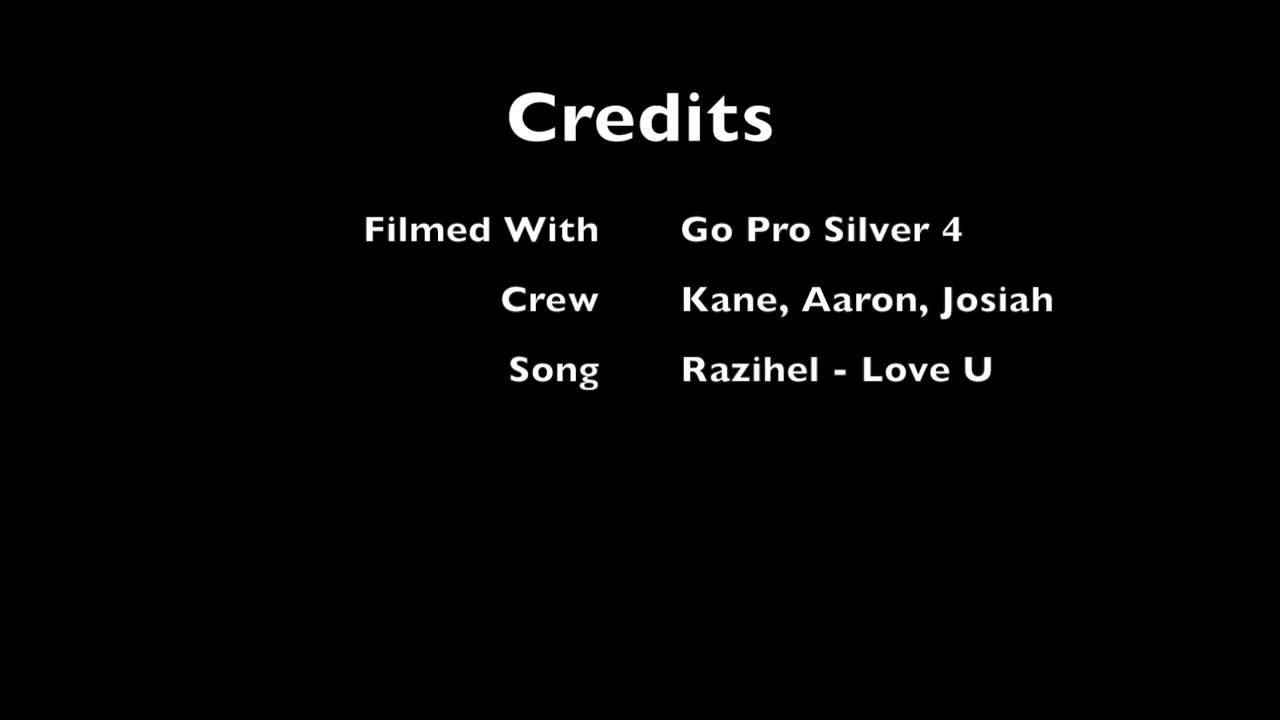 Credits
Filmed With Go Pro Silver 4
Crew Kane, Aaron, Josiah
Song Razihel - Love U